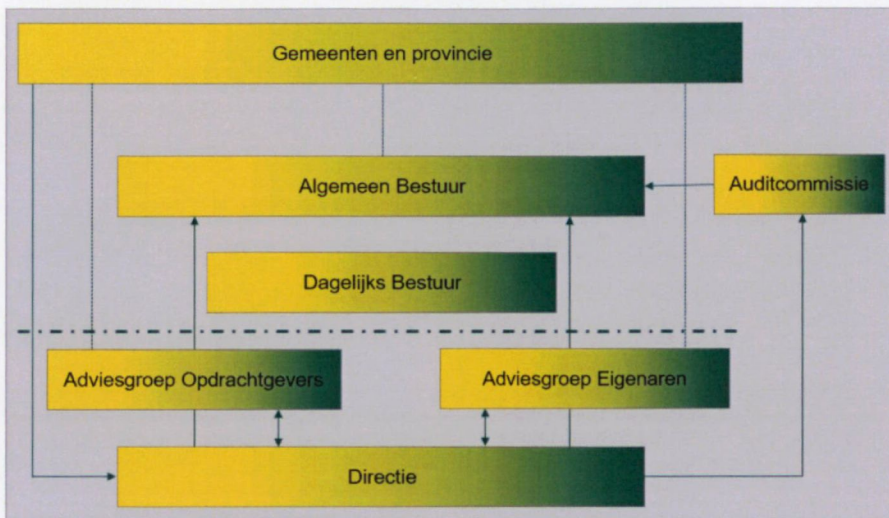 Gemeenten en provincie
Algemeen Bestuur
Auditcommissie
Dagelijks Bestuur
Adviesgroep Opdrachtgevers
Adviesgroep Eigenaren
Directie